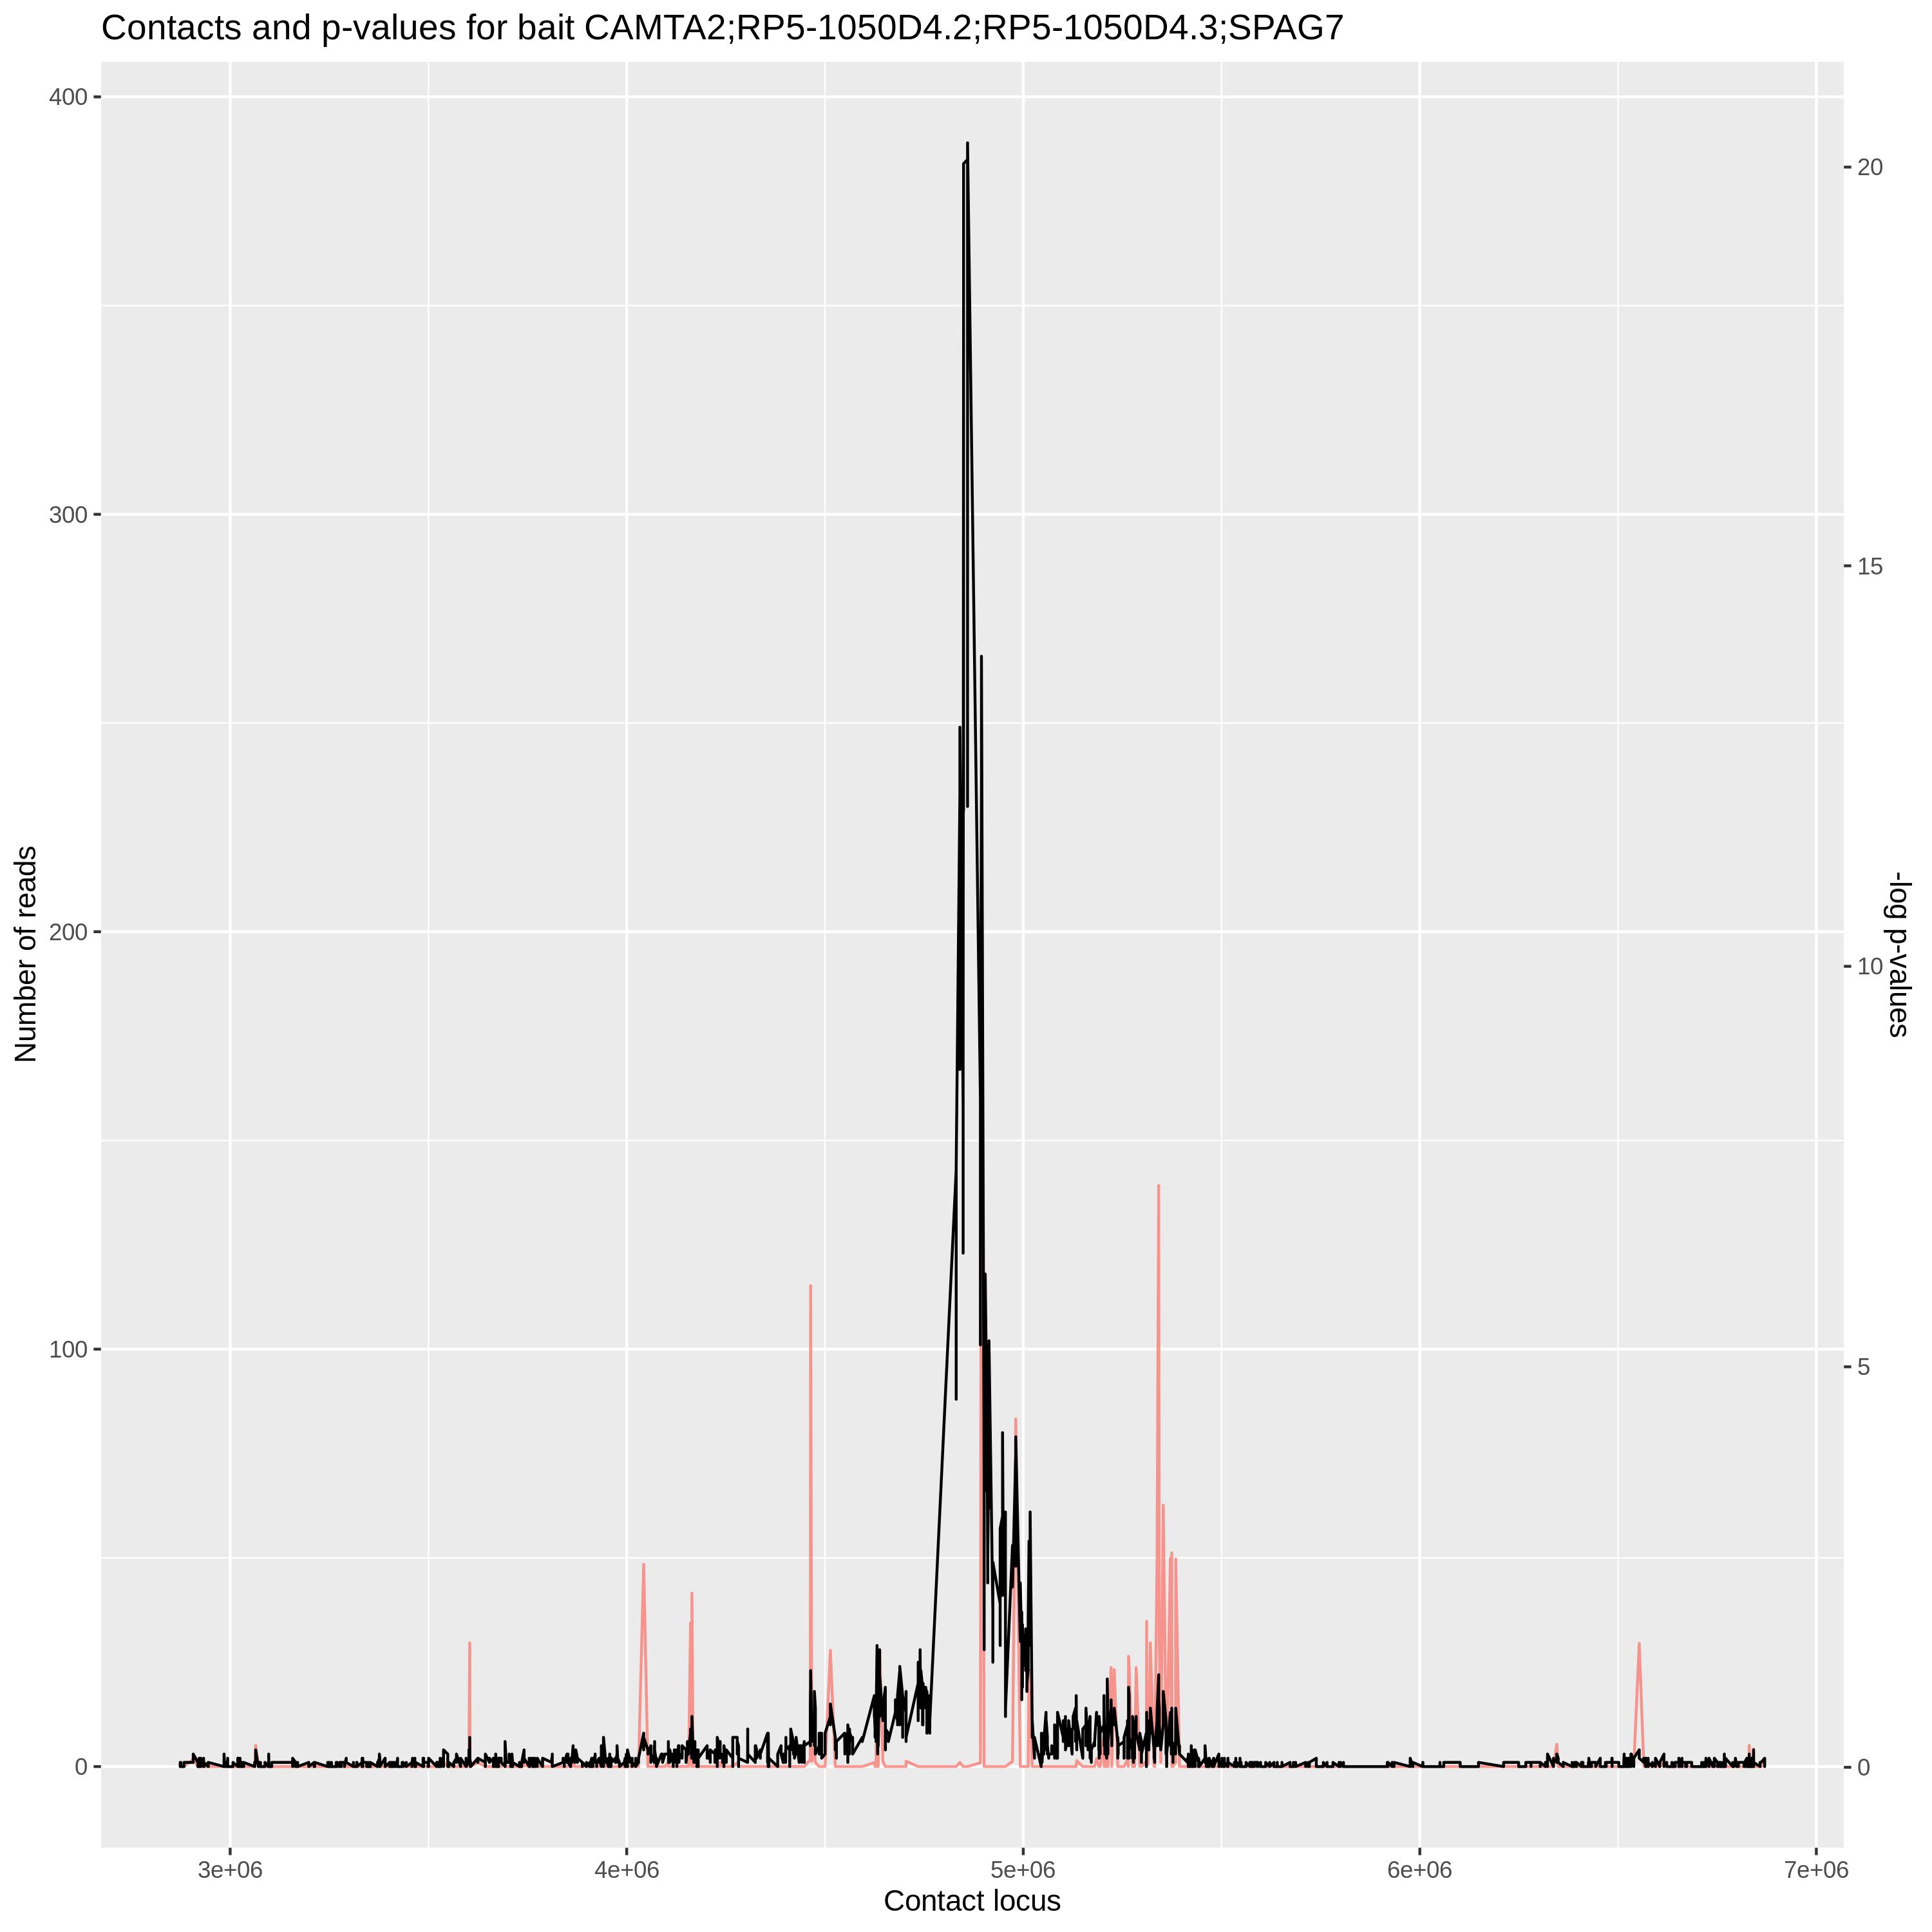 Contacts and p-values for bait CAMTA2;RP5-1050D4.2;RP5-1050D4.3;SPAG7
400
300
200
100
0
Number of reads
20
15
10
5
0
-log p-values
3e+06
4e+06
5e+06
6e+06
7e+06
Contact locus